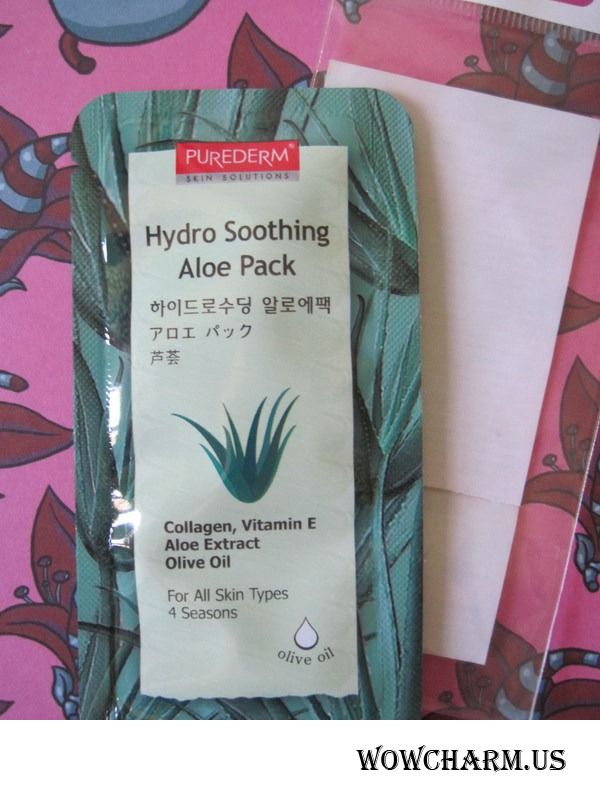 PUREDERM®
SKIN SOLUTIONS
Hydro Soothing
Aloe Pack
하이드로수딩 알로에팩
アロエ パック
芦荟
Collagen, Vitamin E
Aloe Extract
Olive Oil
For All Skin Types
4 Seasons
olive oil
WOWCHARM.US